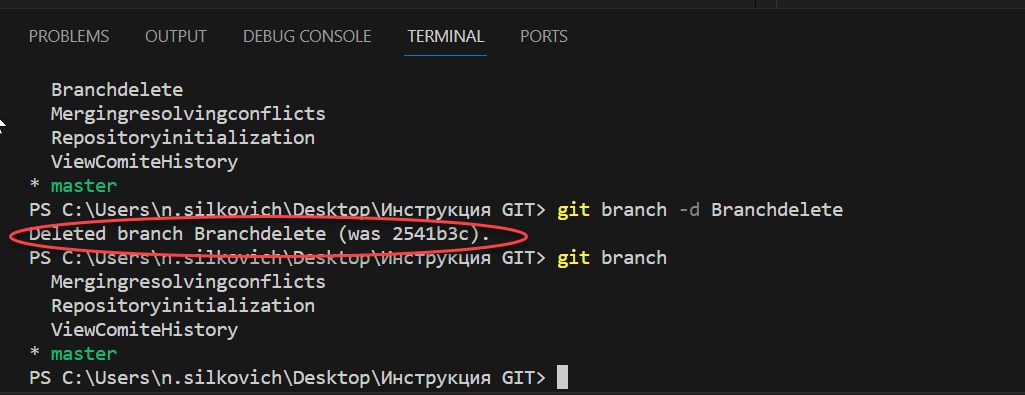 PROBLEMS OUTPUT DEBUG CONSOLE TERMINAL PORTS
Branchdelete
Mergingresolvingconflicts
Repositoryinitialization
ViewComiteHistory
* master
PS C:\Users\n.silkovich\Desktop\Инструкция GIT> git branch -d Branchdelete
Deleted branch Branchdelete (was 2541b3c).
PS C:\Users\n.silkovich\Desktop\Инструкция GIT> git branch
Mergingresolvingconflicts
Repositoryinitialization
ViewComiteHistory
* master
PS C:\Users\n.silkovich\Desktop\Инструкция GIT>